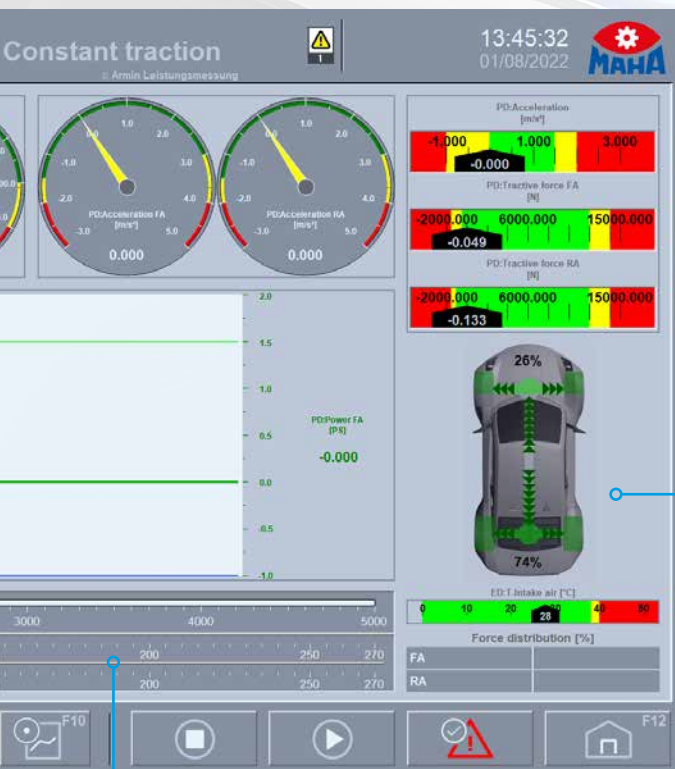 Constant traction
Armin Leistungsmessung
1
13:45:32
01/08/2022
MAHA
-3.0
-2.0
-1.0
0.0
1.0
2.0
3.0
4.0
5.0
PD:Acceleration FA
[m/s²]
0.000
-3.0
-2.0
-1.0
0.0
1.0
2.0
3.0
4.0
5.0
PD:Acceleration RA
[m/s²]
0.000
PD:Acceleration
[m/s²]
-1.000 1.000 3.000
-0.000
PD:Tractive force FA
[N]
-2000.000 6000.000 15000.000
-0.049
PD:Tractive force RA
[N]
-2000.000 6000.000 15000.000
-0.133
2.0
1.5
1.0
0.5
0.0
-0.5
-1.0
PD:Power FA
[PS]
-0.000
26%
74%
ED:T-Intake air [°C]
0 10 20 30 40 50
28
Force distribution [%]
FA
RA
3000 4000 5000
200 250 270
200 250 270
F10
F12